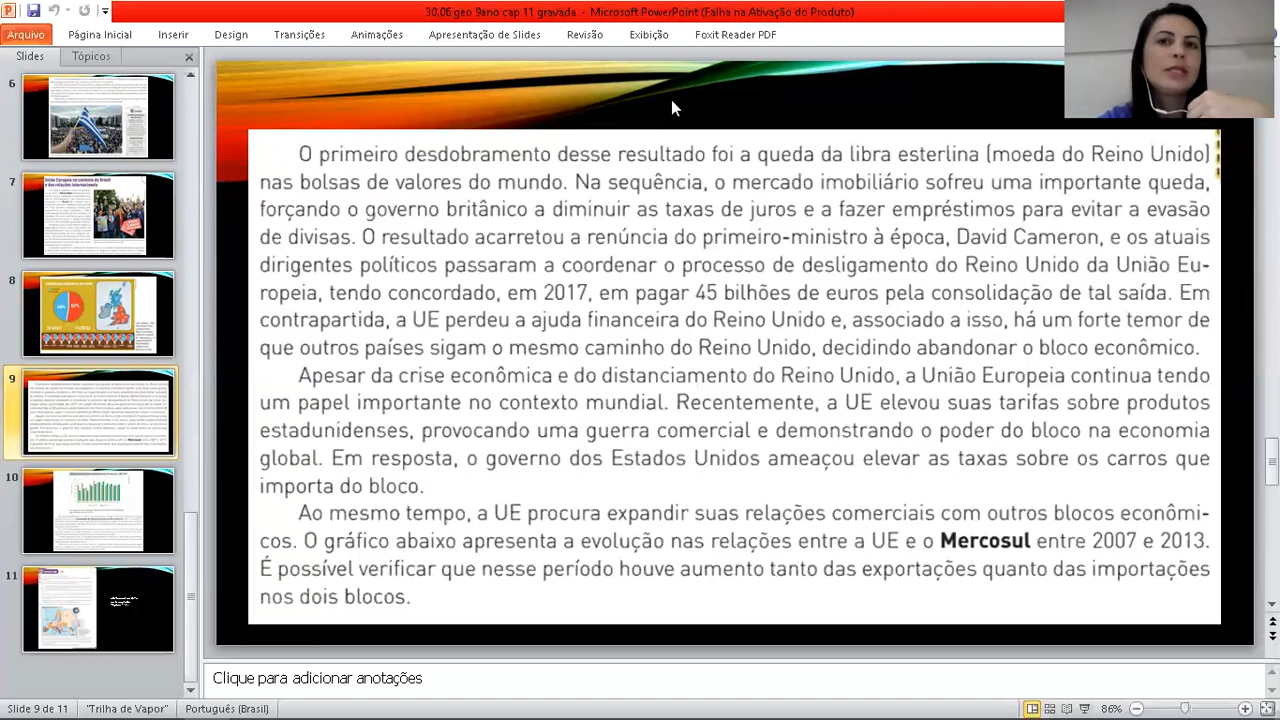 30.06 geo 9ano cap 11 gravada - Microsoft PowerPoint (Falha na Ativação do Produto)
Arquivo Página Inicial Inserir Design Transições Animações Apresentação de Slides Revisão Exibição Foxit Reader PDF
Slides Tópicos
6
7
8
9
10
11
O primeiro desdobramento desse resultado foi a queda da libra esterlina (moeda do Reino Unido)
nas bolsas de valores do mundo. Na sequência, o mercado imobiliário sofreu uma importante queda,
forçando o governo britânico a diminuir as taxas de juros e a fazer empréstimos para evitar a evasão
de divisas. O resultado acarretou a renúncia do primeiro-ministro à época, David Cameron, e os atuais
dirigentes políticos passaram a coordenar o processo de desligamento do Reino Unido da União Eu-
ropeia, tendo concordado, em 2017, em pagar 45 bilhões de euros pela consolidação de tal saída. Em
contrapartida, a UE perdeu a ajuda financeira do Reino Unido e, associado a isso, há um forte temor de
que outros países sigam o mesmo caminho do Reino Unido, decidindo abandonar o bloco econômico.
Apesar da crise econômica e do distanciamento do Reino Unido, a União Europeia continua tendo
um papel importante no contexto mundial. Recentemente a UE elevou suas tarifas sobre produtos
estadunidenses, provocando uma guerra comercial e demonstrando o poder do bloco na economia
global. Em resposta, o governo dos Estados Unidos ameaçou elevar as taxas sobre os carros que
importa do bloco.
Ao mesmo tempo, a UE procura expandir suas relações comerciais com outros blocos econômi-
cos. O gráfico abaixo apresenta a evolução nas relações entre a UE e o Mercosul entre 2007 e 2013.
É possível verificar que nesse período houve aumento tanto das exportações quanto das importações
nos dois blocos.
Clique para adicionar anotações
Slide 9 de 11 "Trilha de Vapor" Português (Brasil) 86%